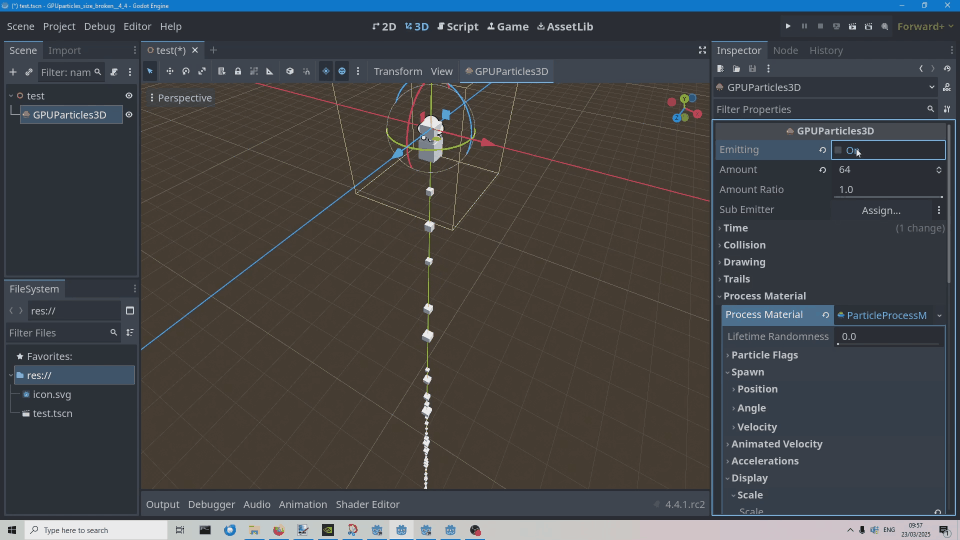 (*) test.tscn - GPUparticles_size_broken__4_4 - Godot Engine
Scene Project Debug Editor Help
2D 3D Script Game AssetLib
Forward+
Scene Import
test(*)
Inspector Node History
Filter: nam
Transform View GPUParticles3D
test
GPUParticles3D
Perspective
Y
Z
GPUParticles3D
Filter Properties
GPUParticles3D
Emitting On
Amount 64
Amount Ratio 1.0
Sub Emitter Assign...
Time (1 change)
Collision
Drawing
Trails
Process Material
Process Material ParticleProcessM
Lifetime Randomness 0.0
Particle Flags
Spawn
Position
Angle
Velocity
Animated Velocity
Accelerations
Display
Scale
Scale
FileSystem
res://
Filter Files
Favorites:
res://
icon.svg
test.tscn
Output Debugger Audio Animation Shader Editor
4.4.1.rc2
Type here to search
ENG
09:57
23/03/2025